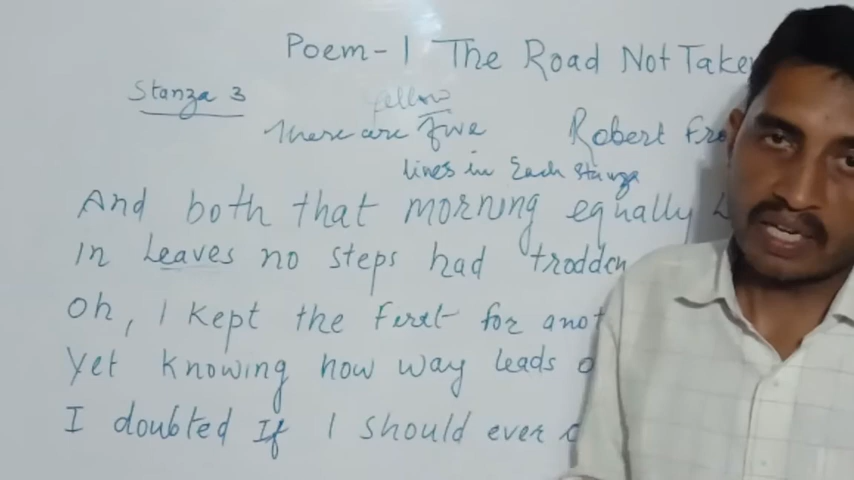 Poem-1 The Road Not Take
Stanza 3
fellow
There are Five
Robert Fro
lines in Each Stanza
And both that morning equally
In Leaves no steps had trodden
Oh, I kept the First for anot
Yet knowing how way leads o
I doubted If I should ever